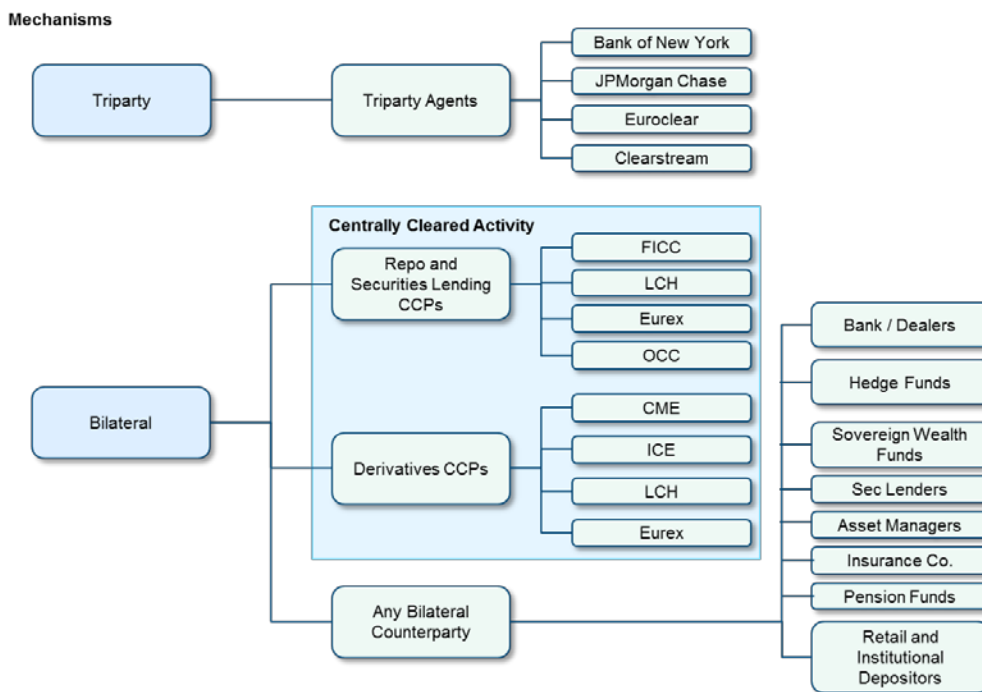 Mechanisms
Triparty
Triparty Agents
Bank of New York
JPMorgan Chase
Euroclear
Clearstream
Centrally Cleared Activity
Repo and
Securities Lending
CCPs
FICC
LCH
Eurex
OCC
Bilateral
Derivatives CCPs
CME
ICE
LCH
Eurex
Any Bilateral
Counterparty
Bank / Dealers
Hedge Funds
Sovereign Wealth
Funds
Sec Lenders
Asset Managers
Insurance Co.
Pension Funds
Retail and
Institutional
Depositors